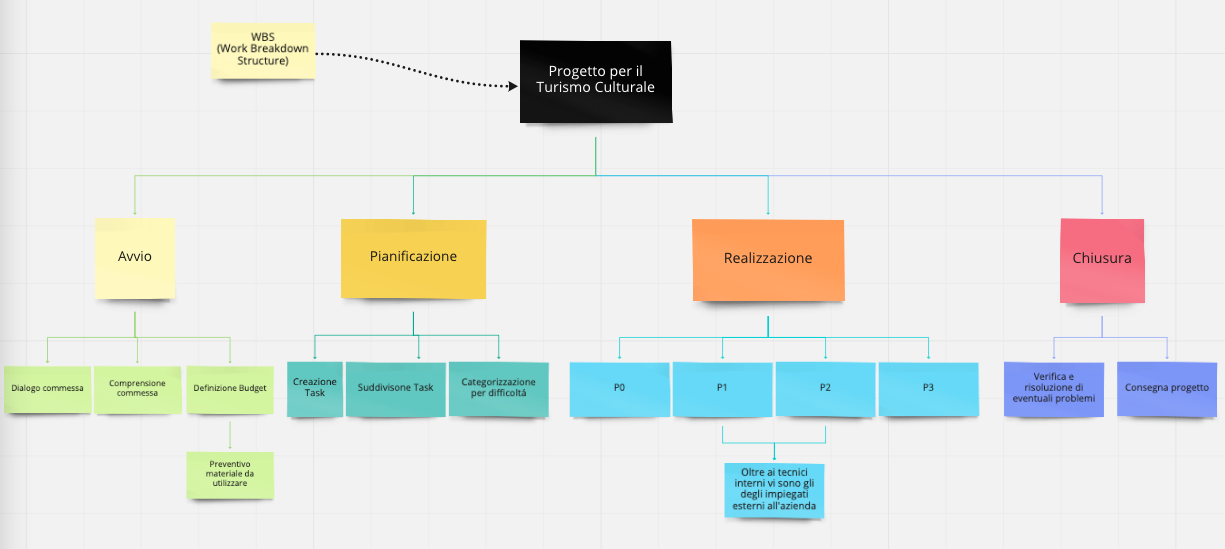 WBS
(Work Breakdown
Structure)
Progetto per il
Turismo Culturale
Avvio
Pianificazione
Realizzazione
Chiusura
Dialogo commessa
Comprensione
commessa
Definizione Budget
Creazione
Task
Suddivisone Task
Categorizzazione
per difficoltá
P0
P1
P2
P3
Verifica e
risoluzione di
eventuali problemi
Consegna progetto
Preventivo
materiale da
utilizzare
Oltre ai tecnici
interni vi sono gli
degli impiegati
esterni all'azienda